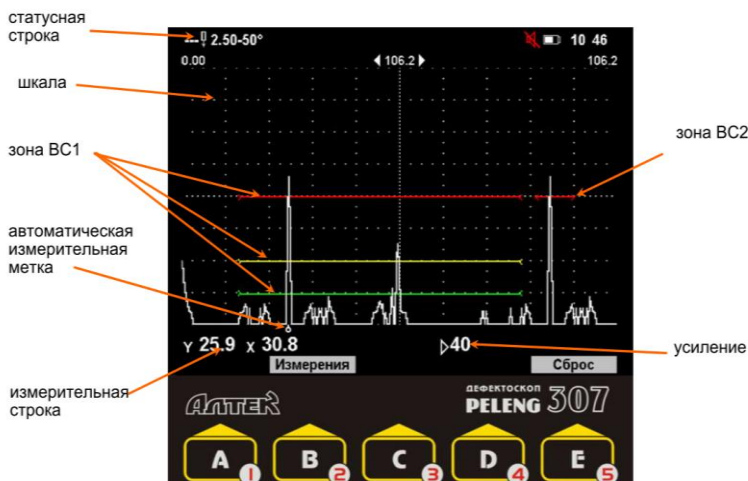 статусная
строка
--- 2.50-50° 10 46
0.00 106.2 106.2
шкала
зона ВС1
зона ВС2
автоматическая
измерительная
метка
Y 25.9 X 30.8 40
усиление
Измерения Сброс
измерительная
строка
АЛТЕК
ДЕФЕКТОСКОП
PELENG 307
A B C D E
1 2 3 4 5